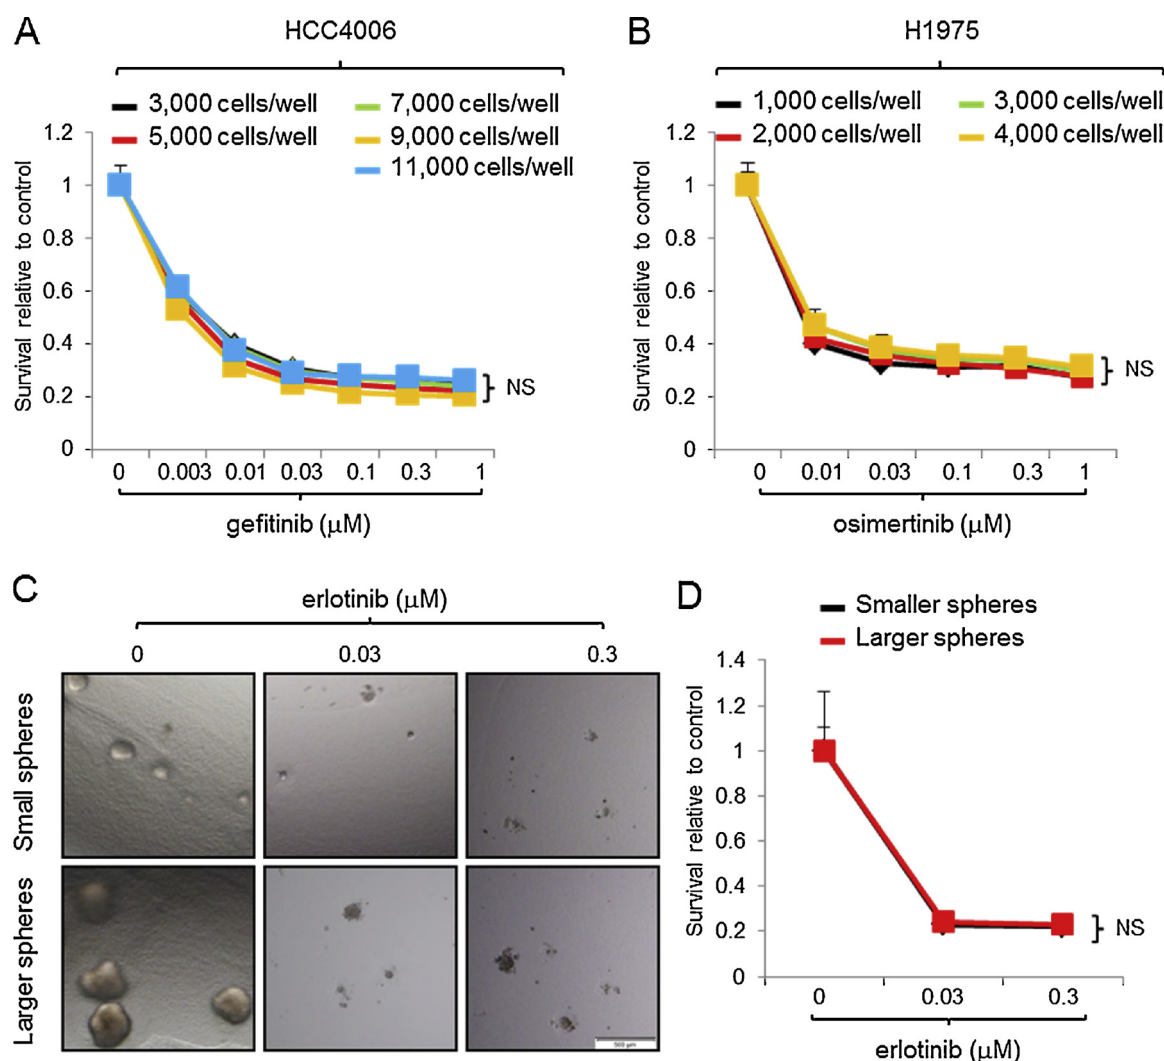 A
HCC4006
3,000 cells/well
7,000 cells/well
5,000 cells/well
9,000 cells/well
11,000 cells/well
Survival relative to control
1.2
1
0.8
0.6
0.4
0.2
0
NS
0 0.003 0.01 0.03 0.1 0.3 1
gefitinib (μM)
B
H1975
1,000 cells/well
3,000 cells/well
2,000 cells/well
4,000 cells/well
Survival relative to control
1.2
1
0.8
0.6
0.4
0.2
0
NS
0 0.01 0.03 0.1 0.3 1
osimertinib (μM)
C
erlotinib (μM)
0 0.03 0.3
Small spheres
Larger spheres
500 μm
D
Smaller spheres
Larger spheres
Survival relative to control
1.4
1.2
1
0.8
0.6
0.4
0.2
0
NS
0 0.03 0.3
erlotinib (μM)